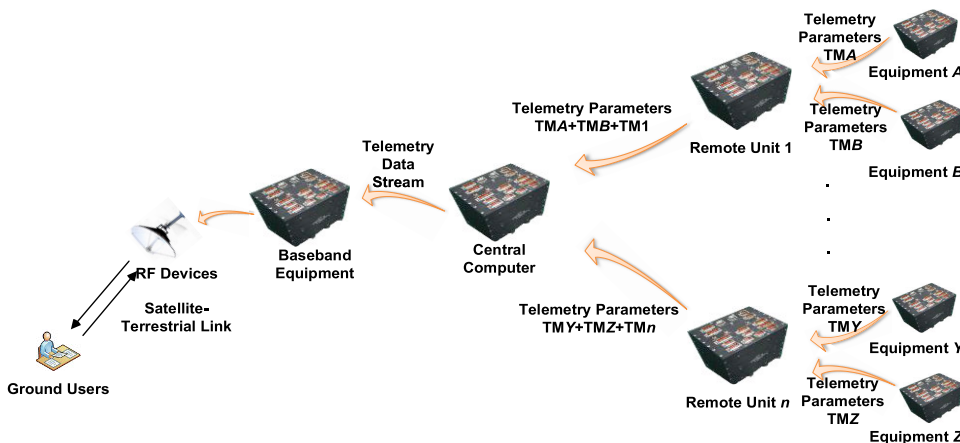 Telemetry
Parameters
TMA
Equipment A
Telemetry Parameters
TMA+TMB+TM1
Remote Unit 1
Telemetry
Parameters
TMB
Equipment B
Telemetry
Data
Stream
Central
Computer
Baseband
Equipment
RF Devices
Satellite-
Terrestrial Link
Ground Users
Telemetry Parameters
TMY+TMZ+TMn
Remote Unit n
Telemetry
Parameters
TMY
Equipment Y
Telemetry
Parameters
TMZ
Equipment Z